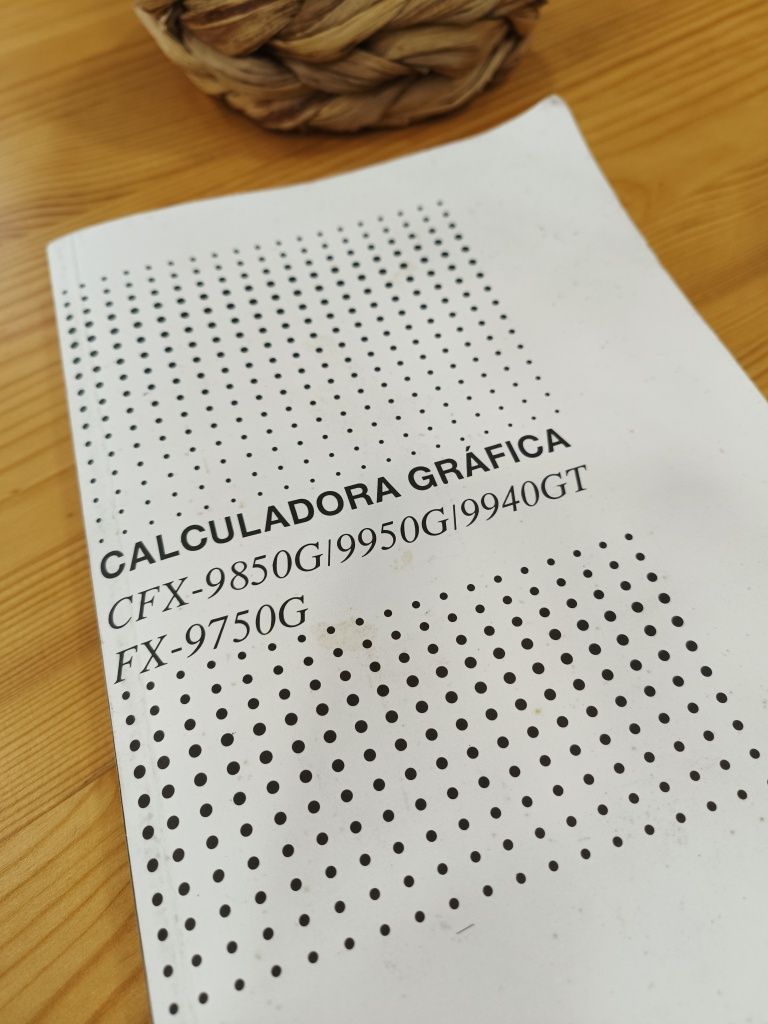 CALCULADORA GRÁFICA
CFX-9850G/9950G/9940GT
FX-9750G